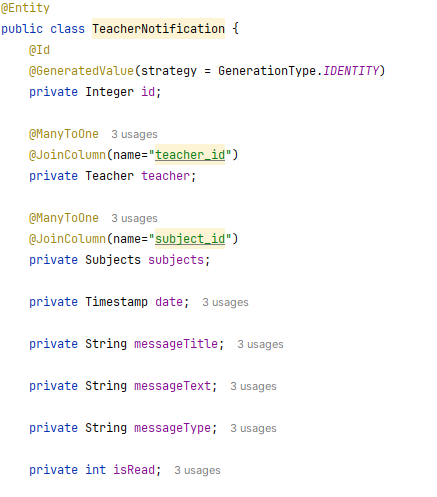 @Entity
public class TeacherNotification {
@Id
@GeneratedValue(strategy = GenerationType.IDENTITY)
private Integer id;
@ManyToOne 3 usages
@JoinColumn(name="teacher_id")
private Teacher teacher;
@ManyToOne 3 usages
@JoinColumn(name="subject_id")
private Subjects subjects;
private Timestamp date; 3 usages
private String messageTitle; 3 usages
private String messageText; 3 usages
private String messageType; 3 usages
private int isRead; 3 usages